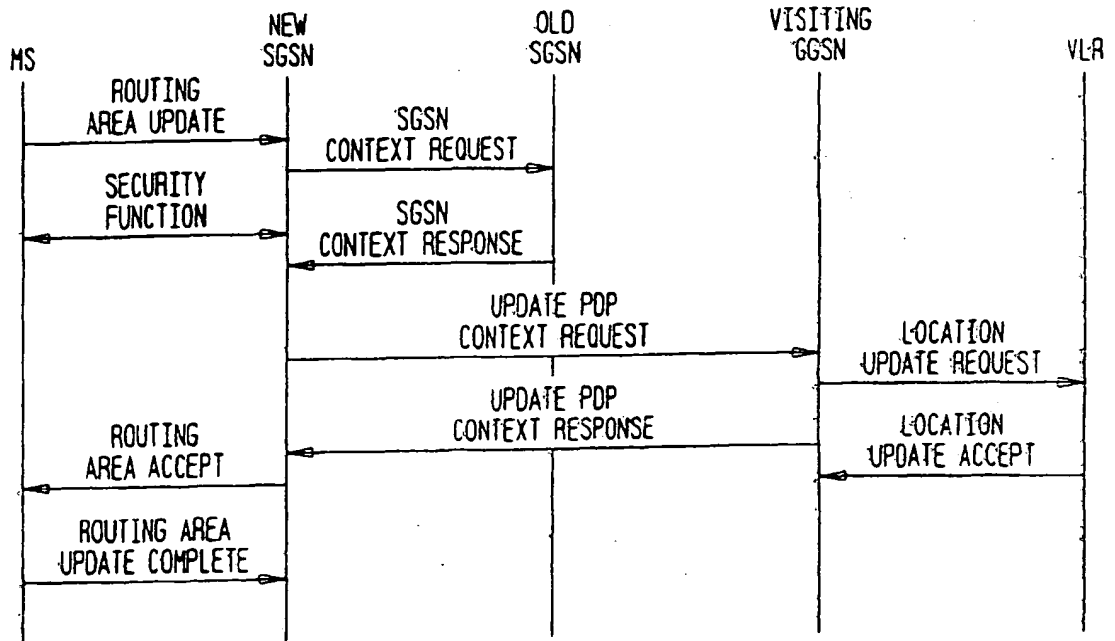 MS
NEW
SGSN
OLD
SGSN
VISITING
GGSN
VLR
ROUTING
AREA UPDATE
SGSN
CONTEXT REQUEST
SECURITY
FUNCTION
SGSN
CONTEXT RESPONSE
UPDATE PDP
CONTEXT REQUEST
LOCATION
UPDATE REQUEST
UPDATE PDP
CONTEXT RESPONSE
LOCATION
UPDATE ACCEPT
ROUTING
AREA ACCEPT
ROUTING AREA
UPDATE COMPLETE